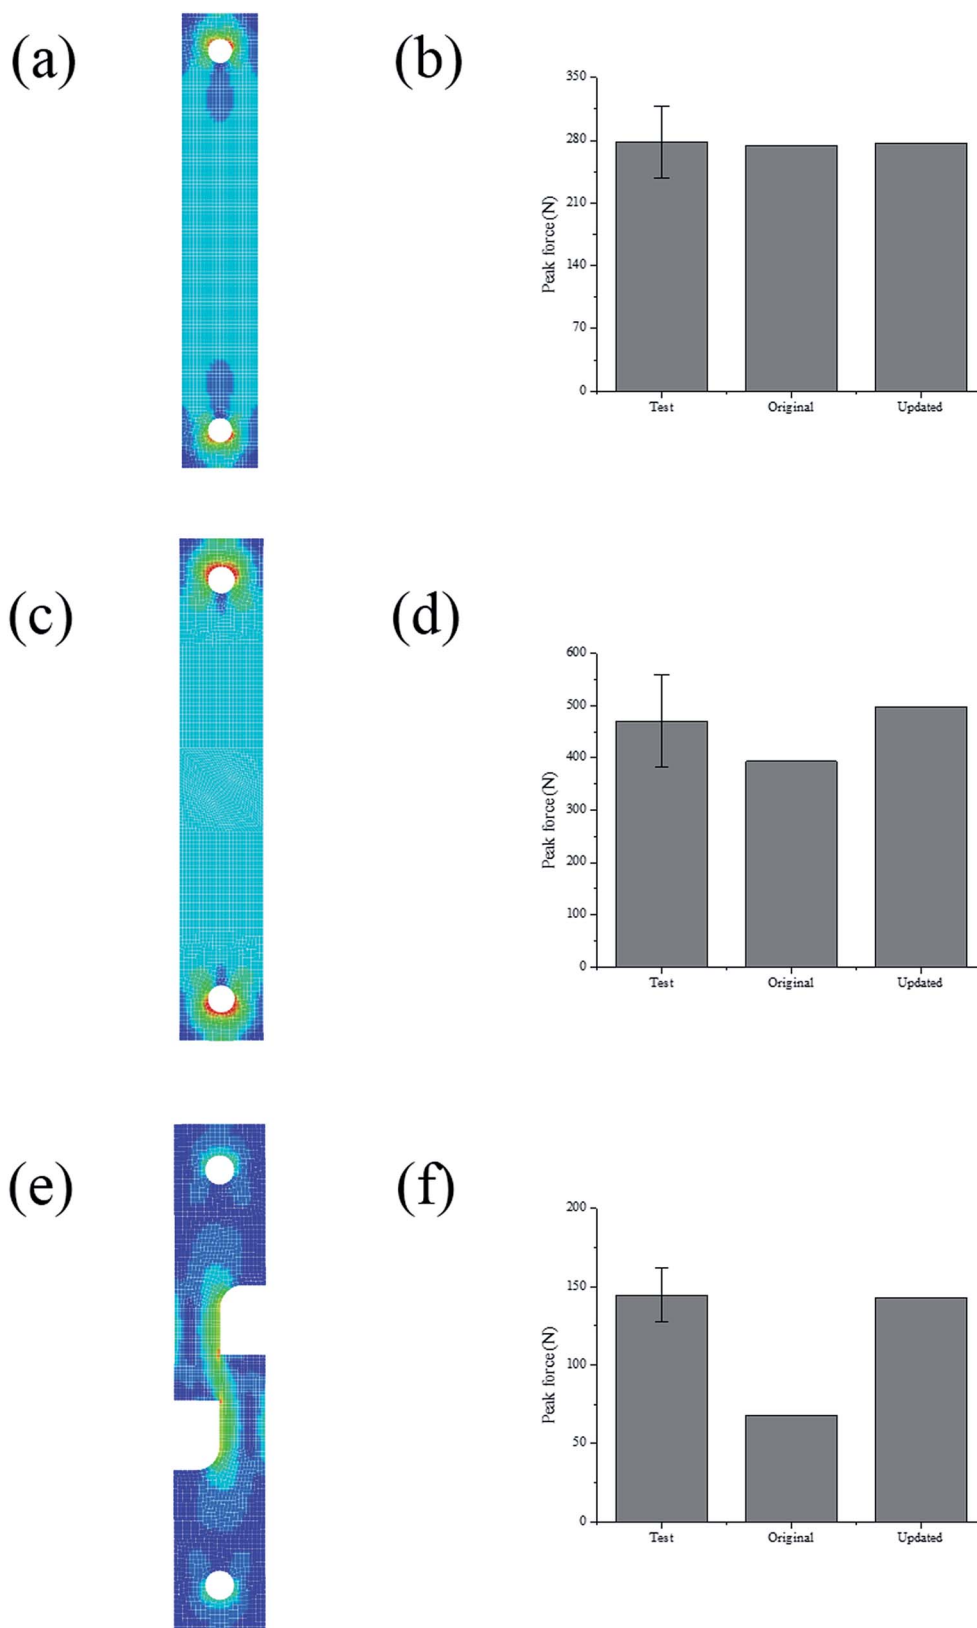 (a)
(b)
Peak force (N)
350
280
210
140
70
0
Test Original Updated
(c)
(d)
Peak force (N)
600
500
400
300
200
100
0
Test Original Updated
(e)
(f)
Peak force (N)
200
150
100
50
0
Test Original Updated